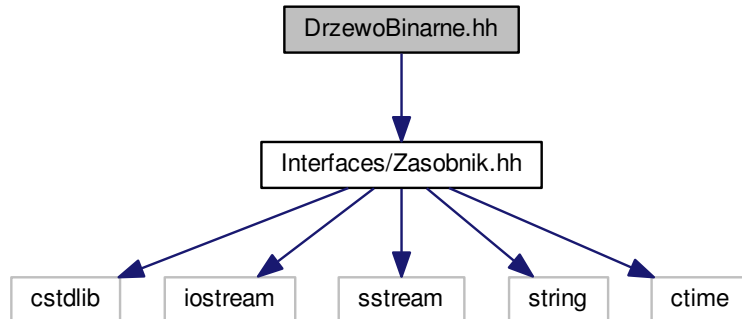 DrzewoBinarne.hh
Interfaces/Zasobnik.hh
cstdlib
iostream
sstream
string
ctime